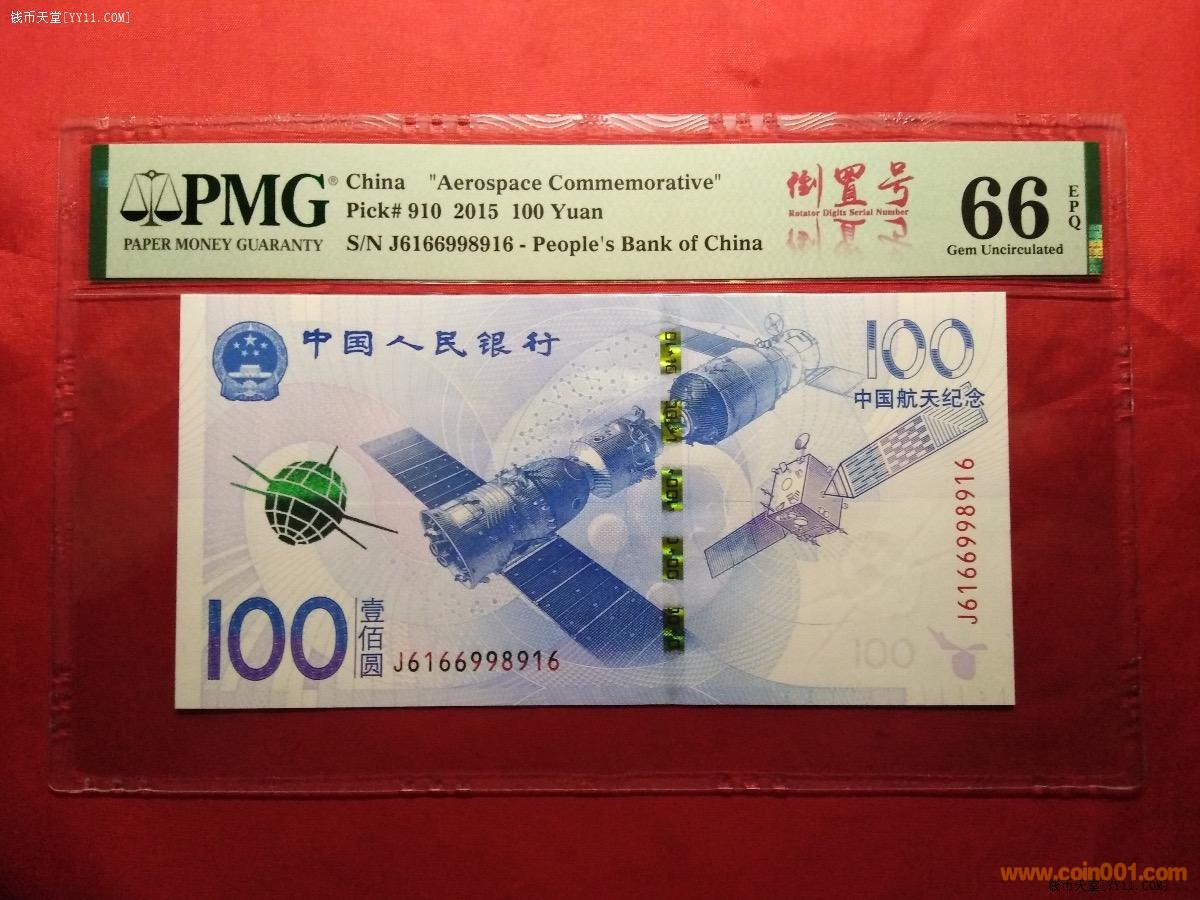 钱币天堂[YY11.COM]
PMG®
PAPER MONEY GUARANTY
China "Aerospace Commemorative"
Pick# 910 2015 100 Yuan
S/N J6166998916 - People's Bank of China
倒置号
Rotator Digits Serial Number
66
EPQ
Gem Uncirculated
中国人民银行
100
中国航天纪念
J6166998916
100
壹佰圆
J6166998916
100
www.coin001.com
钱币天堂[YY11.COM]